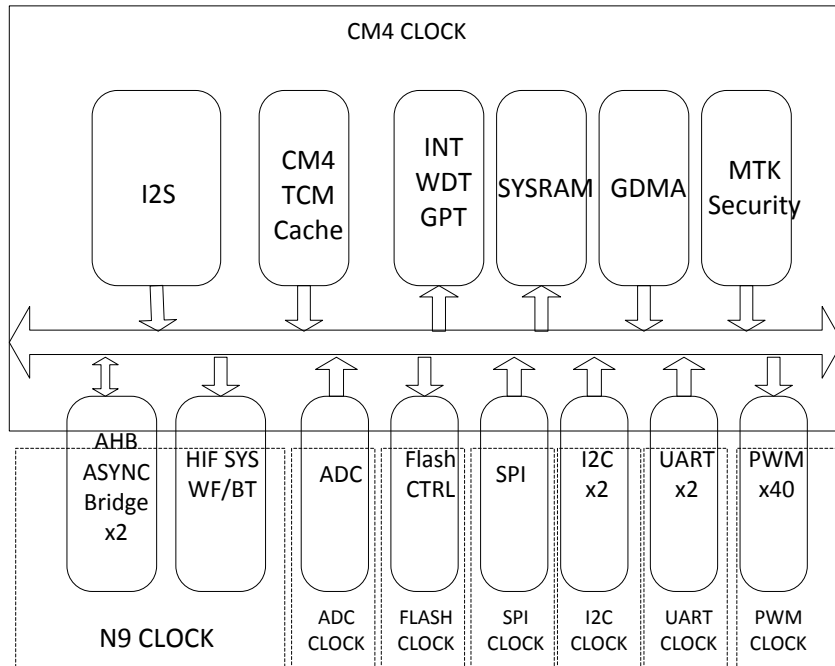 CM4 CLOCK
I2S
CM4
TCM
Cache
INT
WDT
GPT
SYSRAM
GDMA
MTK
Security
AHB
ASYNC
Bridge
x2
HIF SYS
WF/BT
ADC
Flash
CTRL
SPI
I2C
x2
UART
x2
PWM
x40
N9 CLOCK
ADC
CLOCK
FLASH
CLOCK
SPI
CLOCK
I2C
CLOCK
UART
CLOCK
PWM
CLOCK